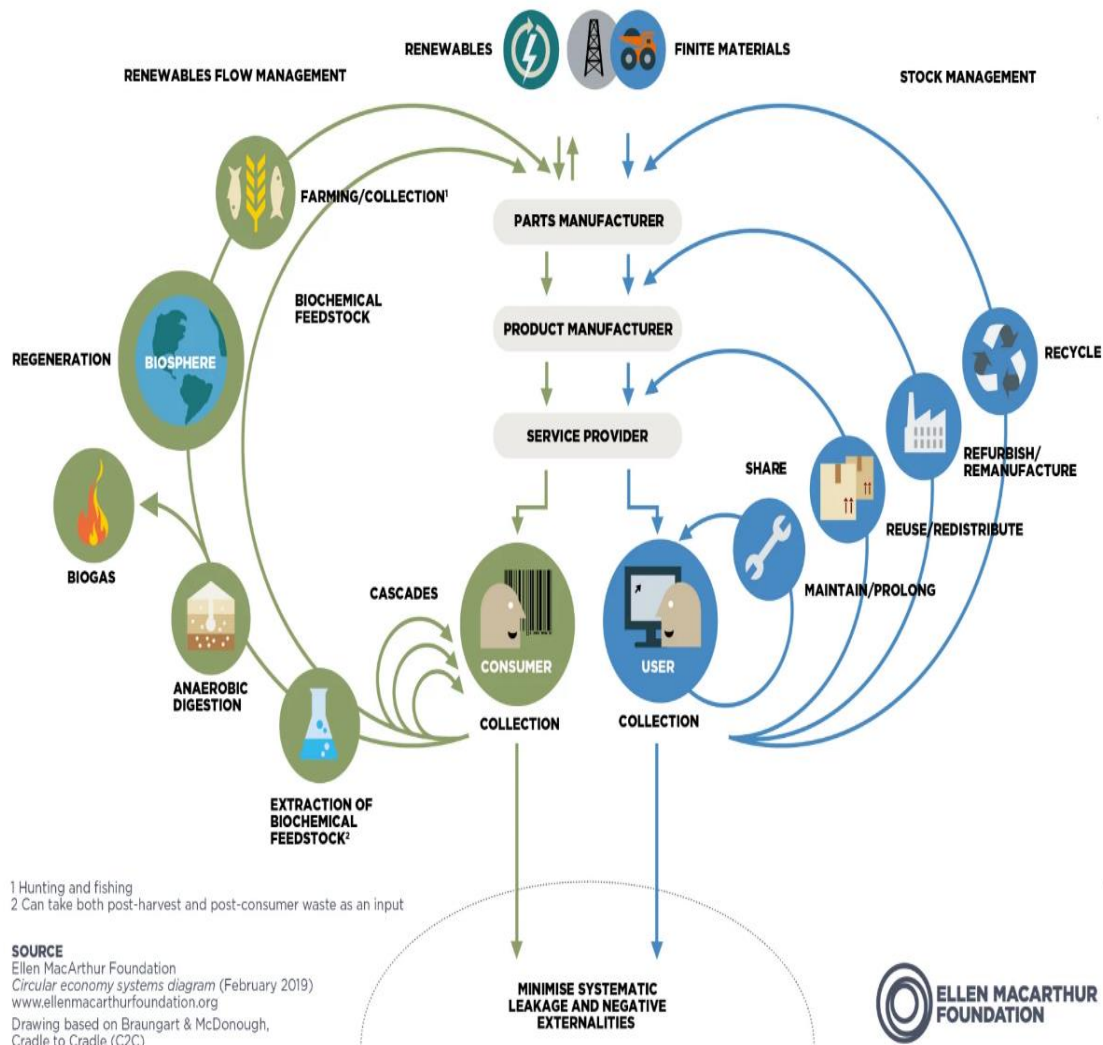 RENEWABLES
FINITE MATERIALS
RENEWABLES FLOW MANAGEMENT
STOCK MANAGEMENT
FARMING/COLLECTION¹
PARTS MANUFACTURER
BIOCHEMICAL
FEEDSTOCK
PRODUCT MANUFACTURER
REGENERATION
BIOSPHERE
RECYCLE
SERVICE PROVIDER
SHARE
REFURBISH/
REMANUFACTURE
REUSE/REDISTRIBUTE
BIOGAS
MAINTAIN/PROLONG
CASCADES
CONSUMER
USER
ANAEROBIC
DIGESTION
COLLECTION
COLLECTION
EXTRACTION OF
BIOCHEMICAL
FEEDSTOCK²
1 Hunting and fishing
2 Can take both post-harvest and post-consumer waste as an input
SOURCE
Ellen MacArthur Foundation
Circular economy systems diagram (February 2019)
www.ellenmacarthurfoundation.org
Drawing based on Braungart & McDonough,
Cradle to Cradle (C2C)
MINIMISE SYSTEMATIC
LEAKAGE AND NEGATIVE
EXTERNALITIES
ELLEN MACARTHUR
FOUNDATION